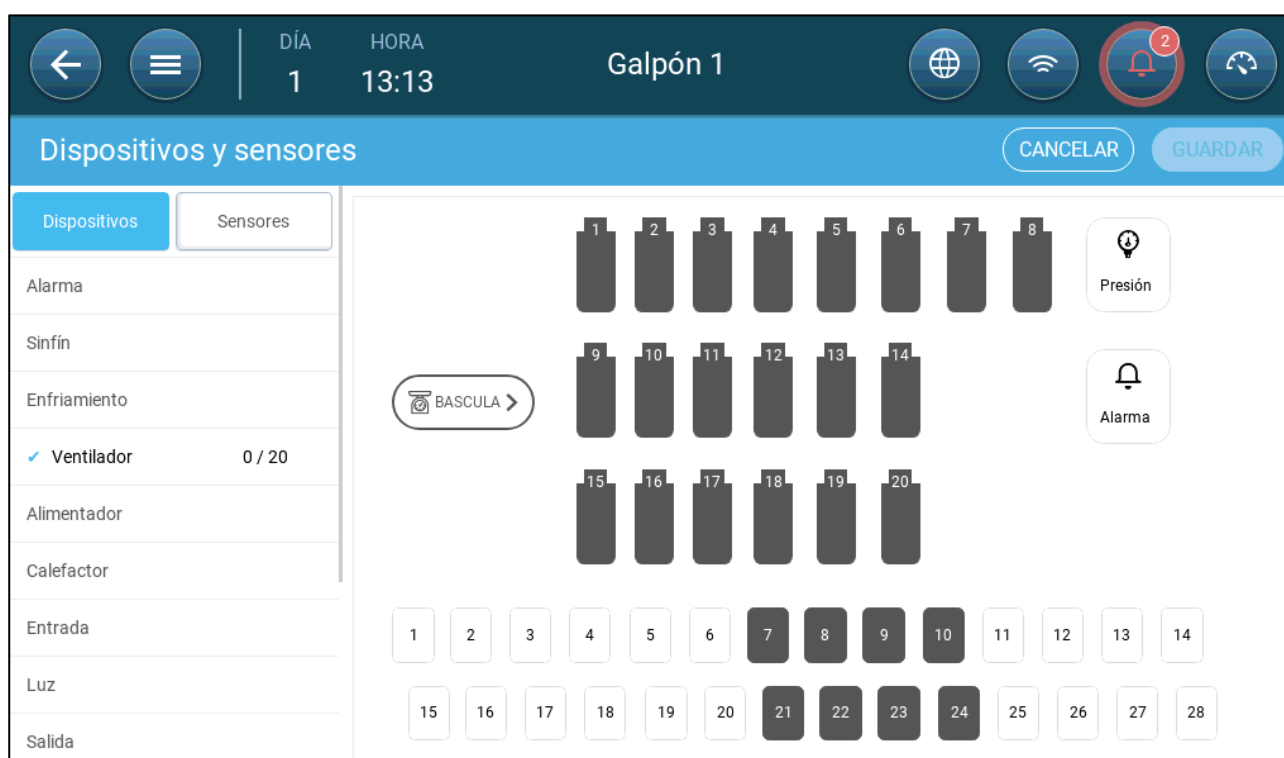 DÍA HORA
1 13:13 Galpón 1 2
Dispositivos y sensores CANCELAR GUARDAR
Dispositivos Sensores
Alarma
Sinfín
Enfriamiento
Ventilador 0 / 20
Alimentador
Calefactor
Entrada
Luz
Salida
1 2 3 4 5 6 7 8
Presión
9 10 11 12 13 14
BASCULA
Alarma
15 16 17 18 19 20
1 2 3 4 5 6 7 8 9 10 11 12 13 14
15 16 17 18 19 20 21 22 23 24 25 26 27 28